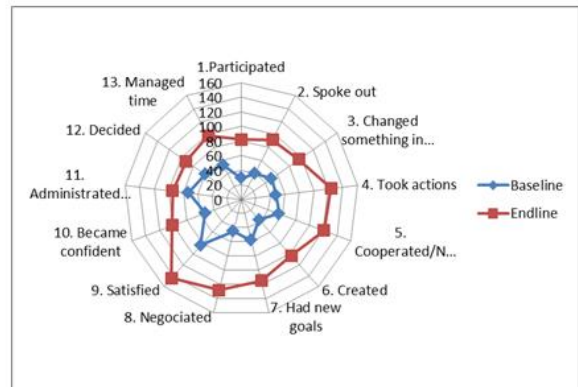 1.Participated
160
140
120
100
80
60
40
20
0
2. Spoke out
3. Changed
something in...
4. Took actions
5.
Cooperated/N...
6. Created
7. Had new
goals
8. Negociated
9. Satisfied
10. Became
confident
11.
Administrated...
12. Decided
13. Managed
time
Baseline
Endline